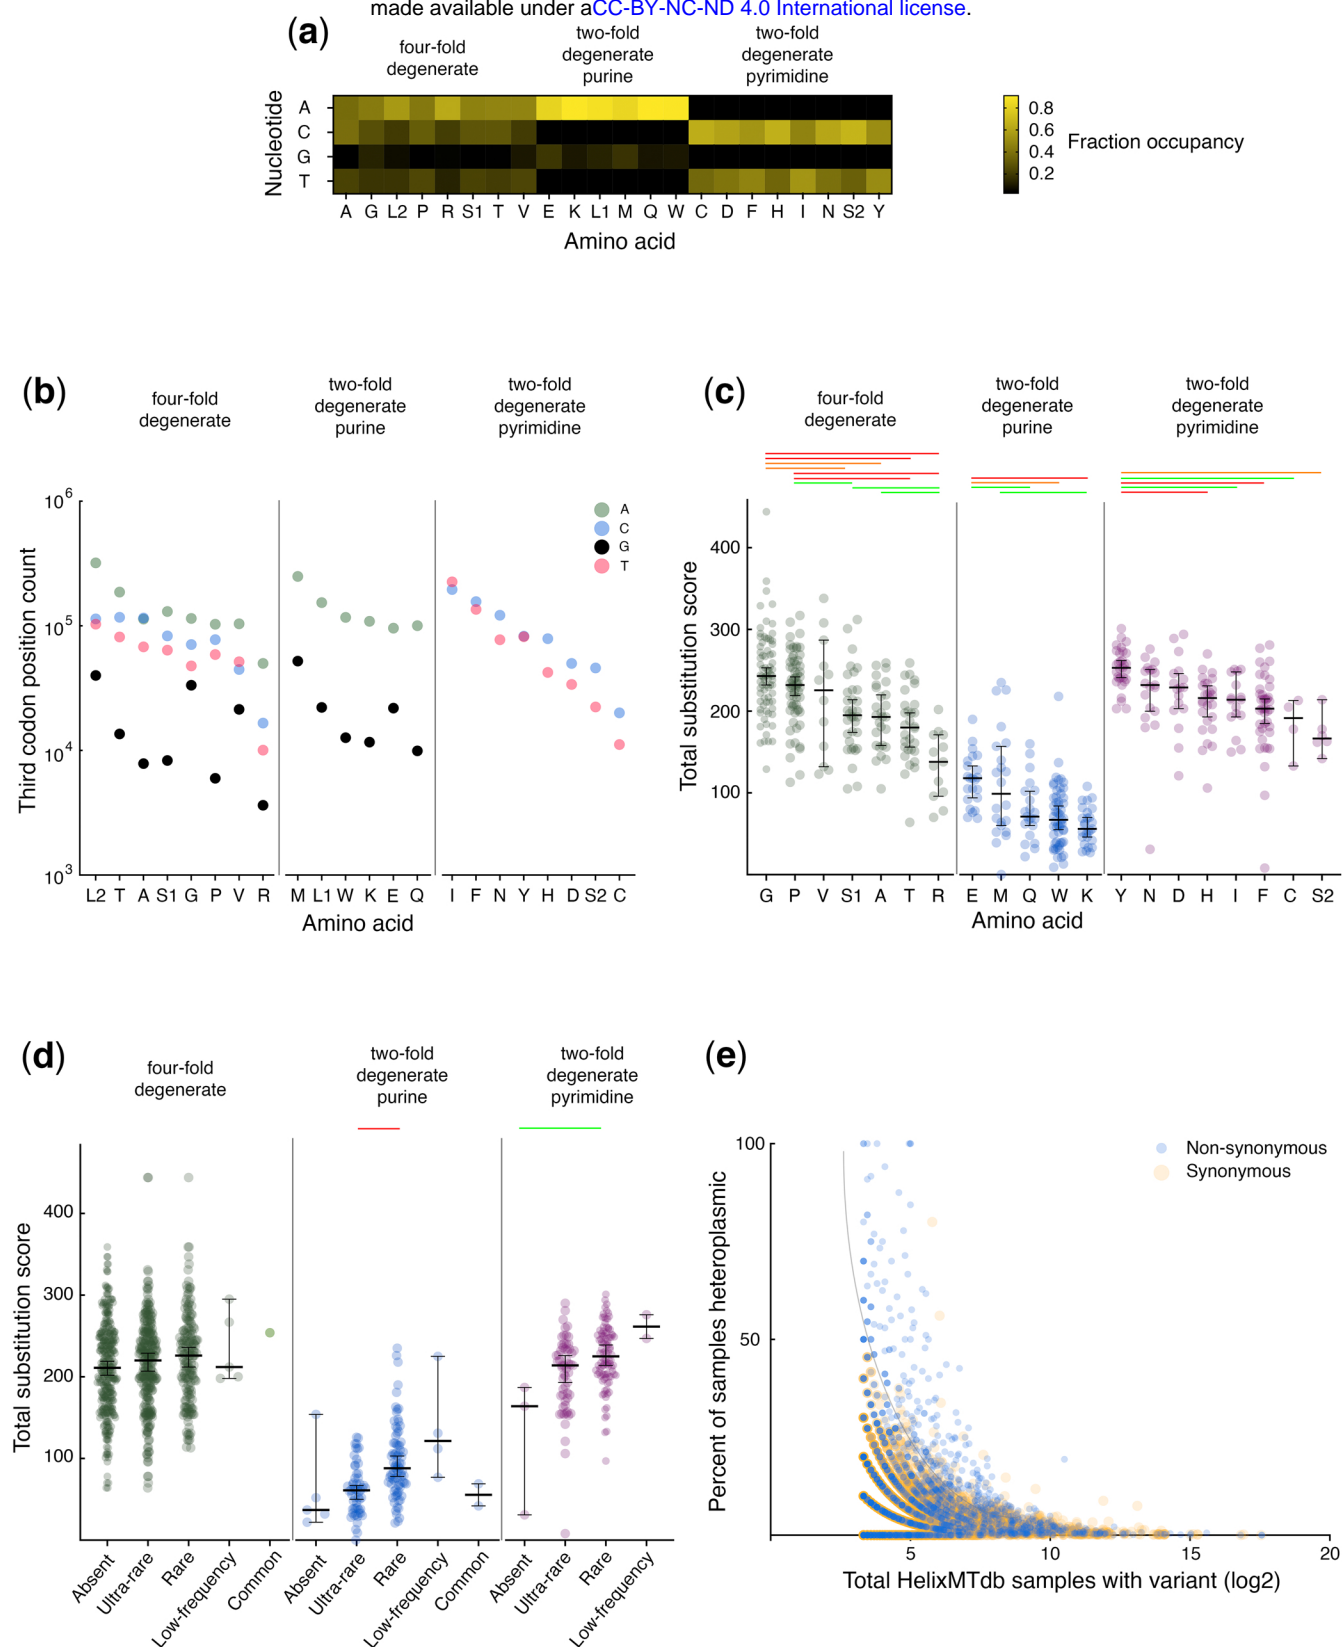 made available under aCC-BY-NC-ND 4.0 International license.
(a)
four-fold
degenerate
two-fold
degenerate
purine
two-fold
degenerate
pyrimidine
Nucleotide
A
C
G
T
A G L2 P R S1 T V E K L1 M Q W C D F H I N S2 Y
Amino acid
0.8
0.6
0.4
0.2
Fraction occupancy
(b)
four-fold
degenerate
two-fold
degenerate
purine
two-fold
degenerate
pyrimidine
Third codon position count
10^6
10^5
10^4
10^3
A
C
G
T
L2 T A S1 G P V R M L1 W K E Q I F N Y H D S2 C
Amino acid
(c)
four-fold
degenerate
two-fold
degenerate
purine
two-fold
degenerate
pyrimidine
Total substitution score
400
300
200
100
G P V S1 A T R E M Q W K Y N D H I F C S2
Amino acid
(d)
four-fold
degenerate
two-fold
degenerate
purine
two-fold
degenerate
pyrimidine
Total substitution score
400
300
200
100
Absent
Ultra-rare
Rare
Low-frequency
Common
Absent
Ultra-rare
Rare
Low-frequency
Common
Absent
Ultra-rare
Rare
Low-frequency
(e)
Percent of samples heteroplasmic
100
50
Non-synonymous
Synonymous
5 10 15 20
Total HelixMTdb samples with variant (log2)